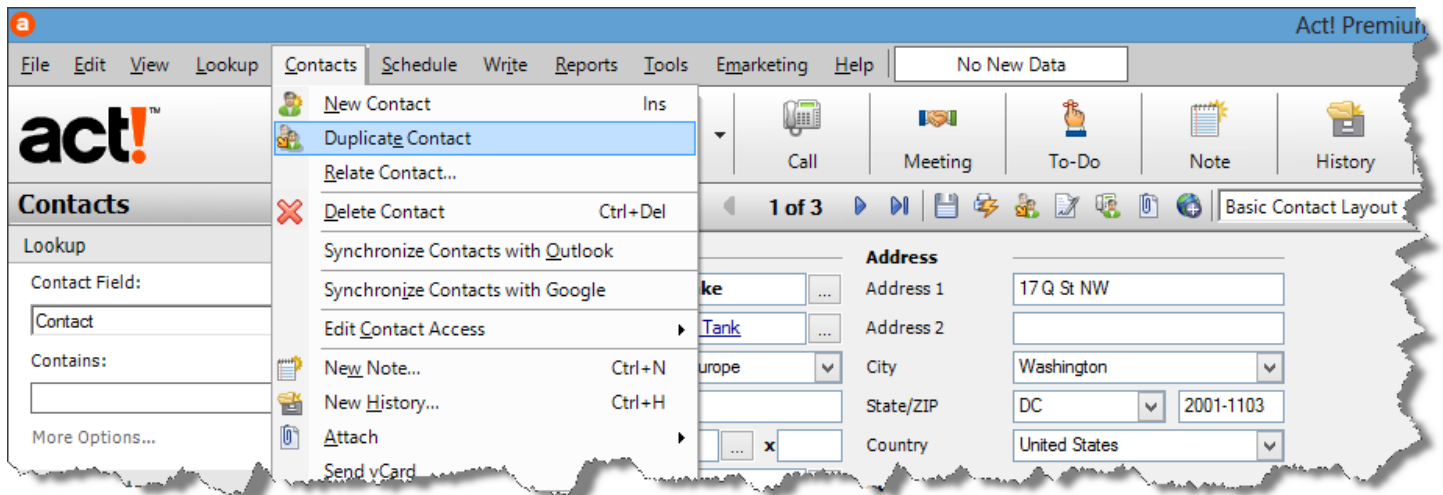 Act! Premium
File Edit View Lookup Contacts Schedule Write Reports Tools Emarketing Help No New Data
act!™
New Contact Ins
Duplicate Contact
Relate Contact...
Delete Contact Ctrl+Del
Synchronize Contacts with Outlook
Synchronize Contacts with Google
Edit Contact Access
New Note... Ctrl+N
New History... Ctrl+H
Attach
Send vCard
Call Meeting To-Do Note History
Contacts
1 of 3 Basic Contact Layout
Lookup
Contact Field:
Contact
Contains:
More Options...
ke ...
Tank ...
urope
... x
Address
Address 1 17 Q St NW
Address 2
City Washington
State/ZIP DC 2001-1103
Country United States